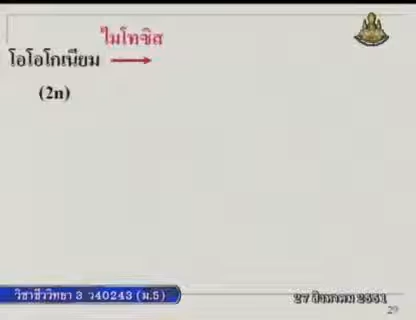 ไมโทซิส
โอโอโกเนียม
(2n)
วิชาชีววิทยา 3 ว40243 (ม.5)
27 สิงหาคม 2551
29